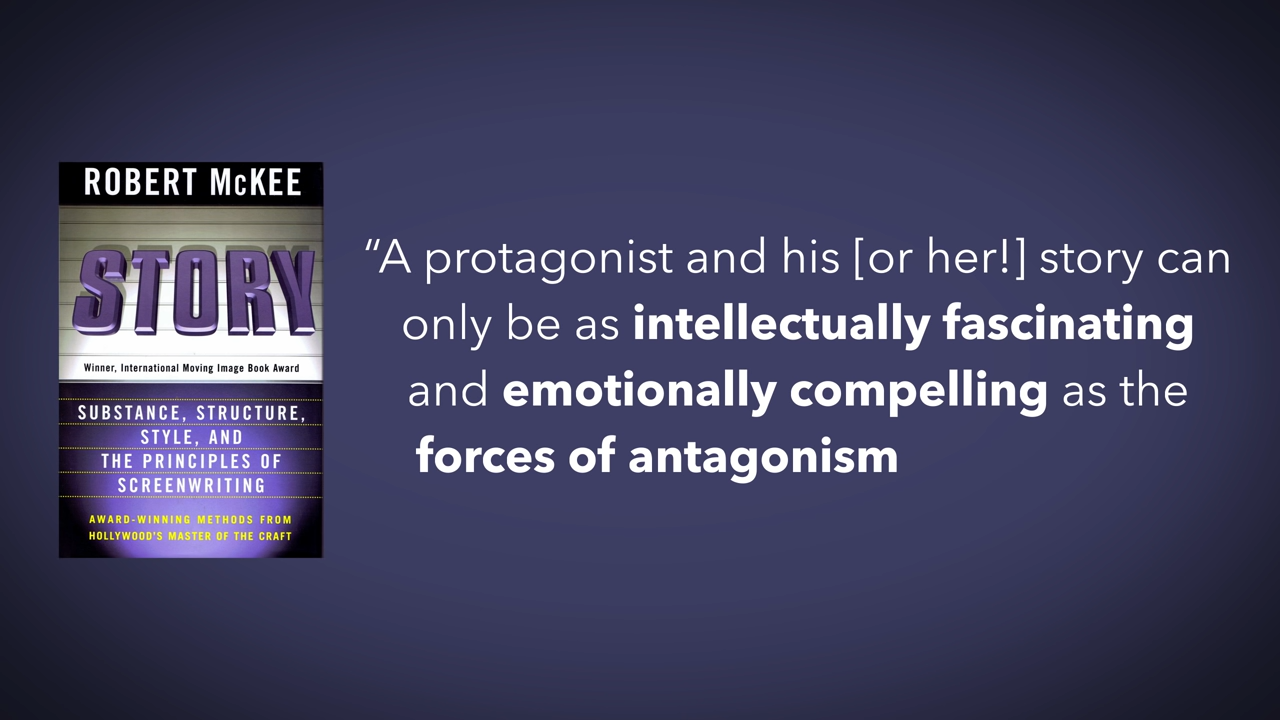 ROBERT McKEE
STORY
Winner, International Moving Image Book Award
SUBSTANCE, STRUCTURE,
STYLE, AND
THE PRINCIPLES OF
SCREENWRITING
AWARD-WINNING METHODS FROM
HOLLYWOOD'S MASTER OF THE CRAFT
“A protagonist and his [or her!] story can
only be as intellectually fascinating
and emotionally compelling as the
forces of antagonism